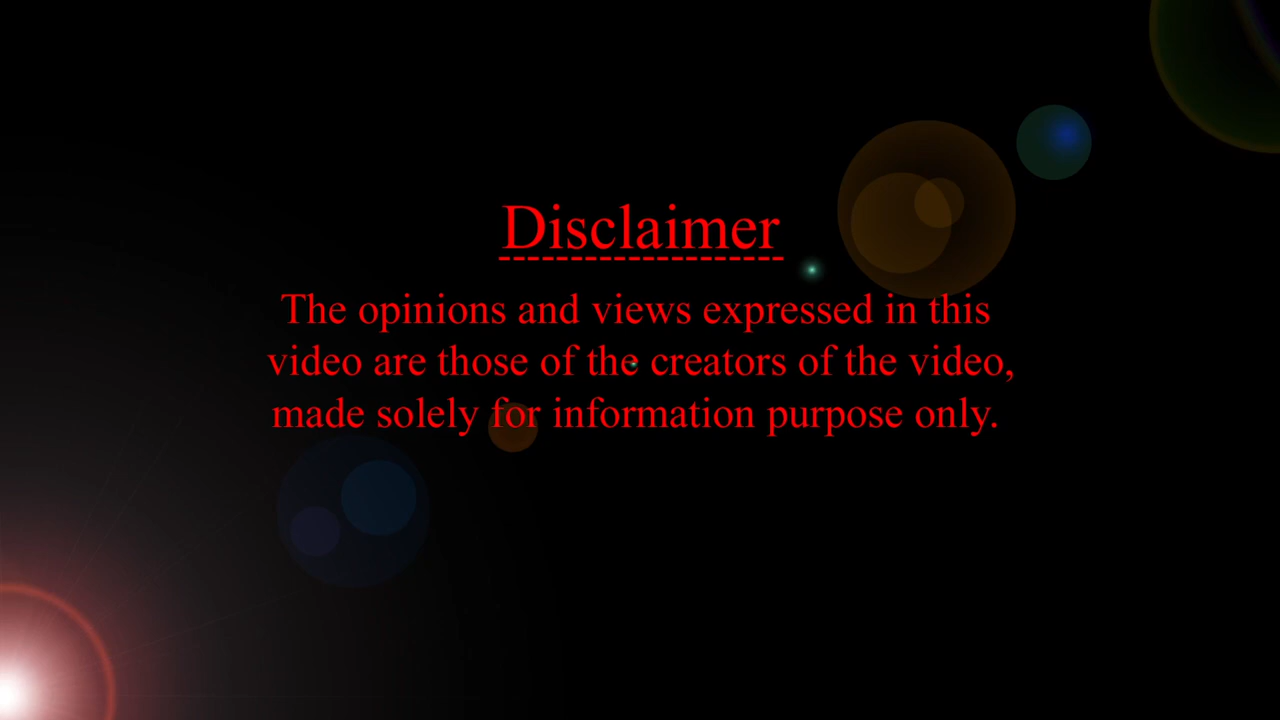 Disclaimer
The opinions and views expressed in this
video are those of the creators of the video,
made solely for information purpose only.